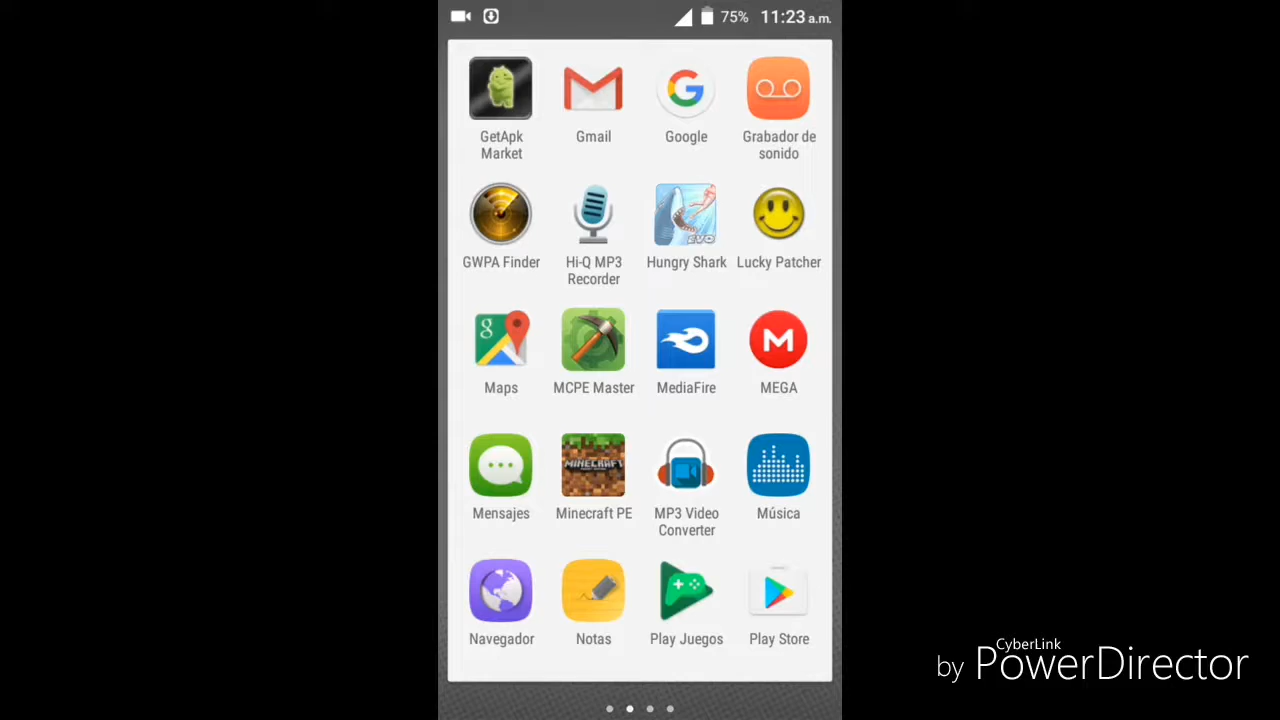 75% 11:23 a.m.
GetApk Market
Gmail
Google
Grabador de sonido
GWPA Finder
Hi-Q MP3 Recorder
EVO
Hungry Shark
Lucky Patcher
g
Maps
MCPE Master
MediaFire
M
MEGA
Mensajes
MINECRAFT
Minecraft PE
MP3 Video Converter
Música
Navegador
Notas
Play Juegos
Play Store
CyberLink
by PowerDirector